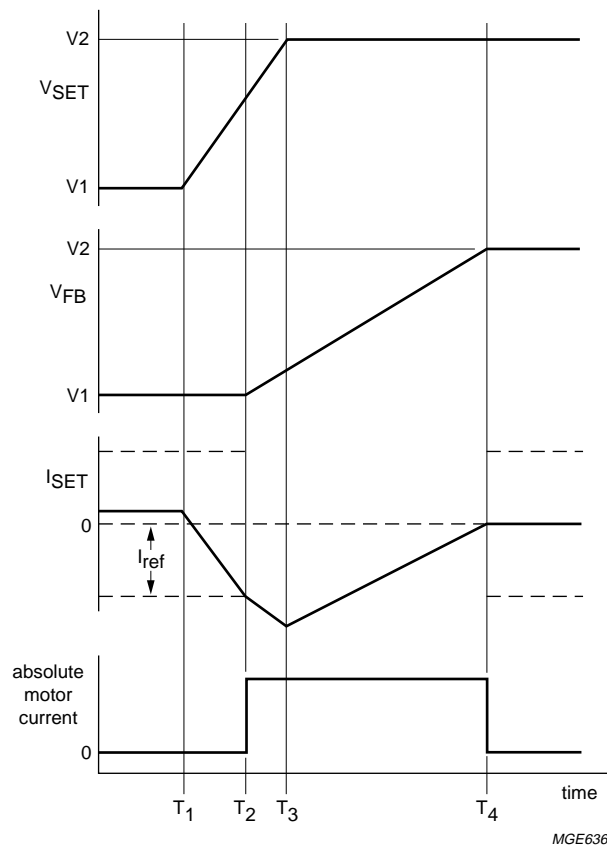 V2
VSET
V1
V2
VFB
V1
ISET
0
Iref
absolute
motor
current
0
time
T1 T2 T3 T4
MGE636